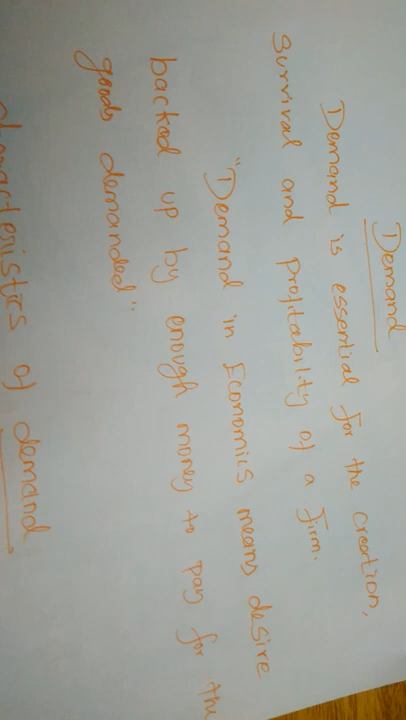 Demand
Demand is essential for the creation,
survival and profitability of a firm.
"Demand in Economics means desire
backed up by enough money to pay for the
goods demanded".
characteristics of demand